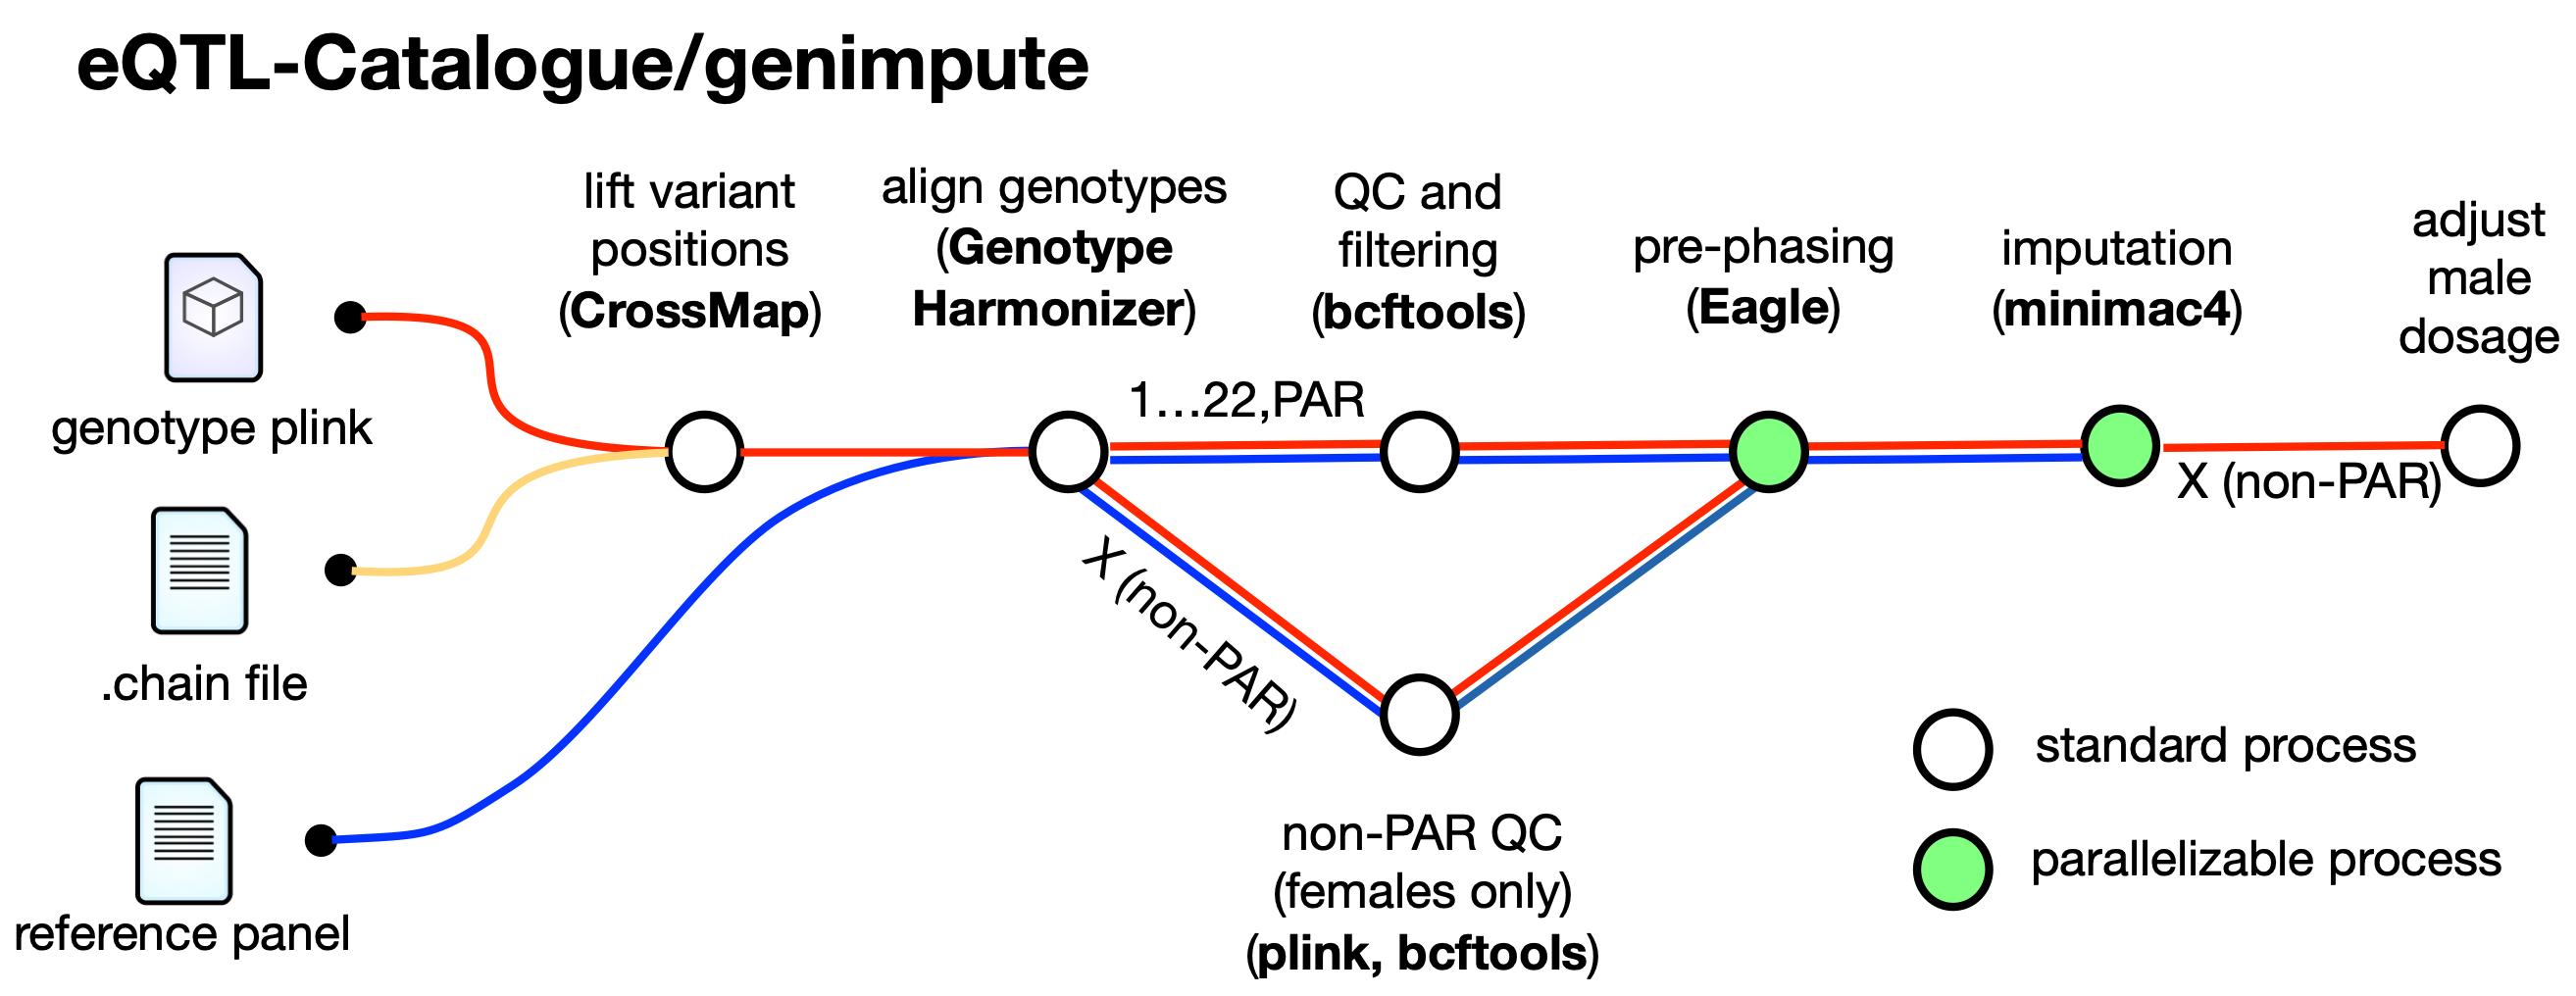 eQTL-Catalogue/genimpute
lift variant
positions
(CrossMap)
align genotypes
(Genotype
Harmonizer)
QC and
filtering
(bcftools)
pre-phasing
(Eagle)
imputation
(minimac4)
adjust
male
dosage
genotype plink
.chain file
reference panel
1...22,PAR
X (non-PAR)
X (non-PAR)
non-PAR QC
(females only)
(plink, bcftools)
standard process
parallelizable process